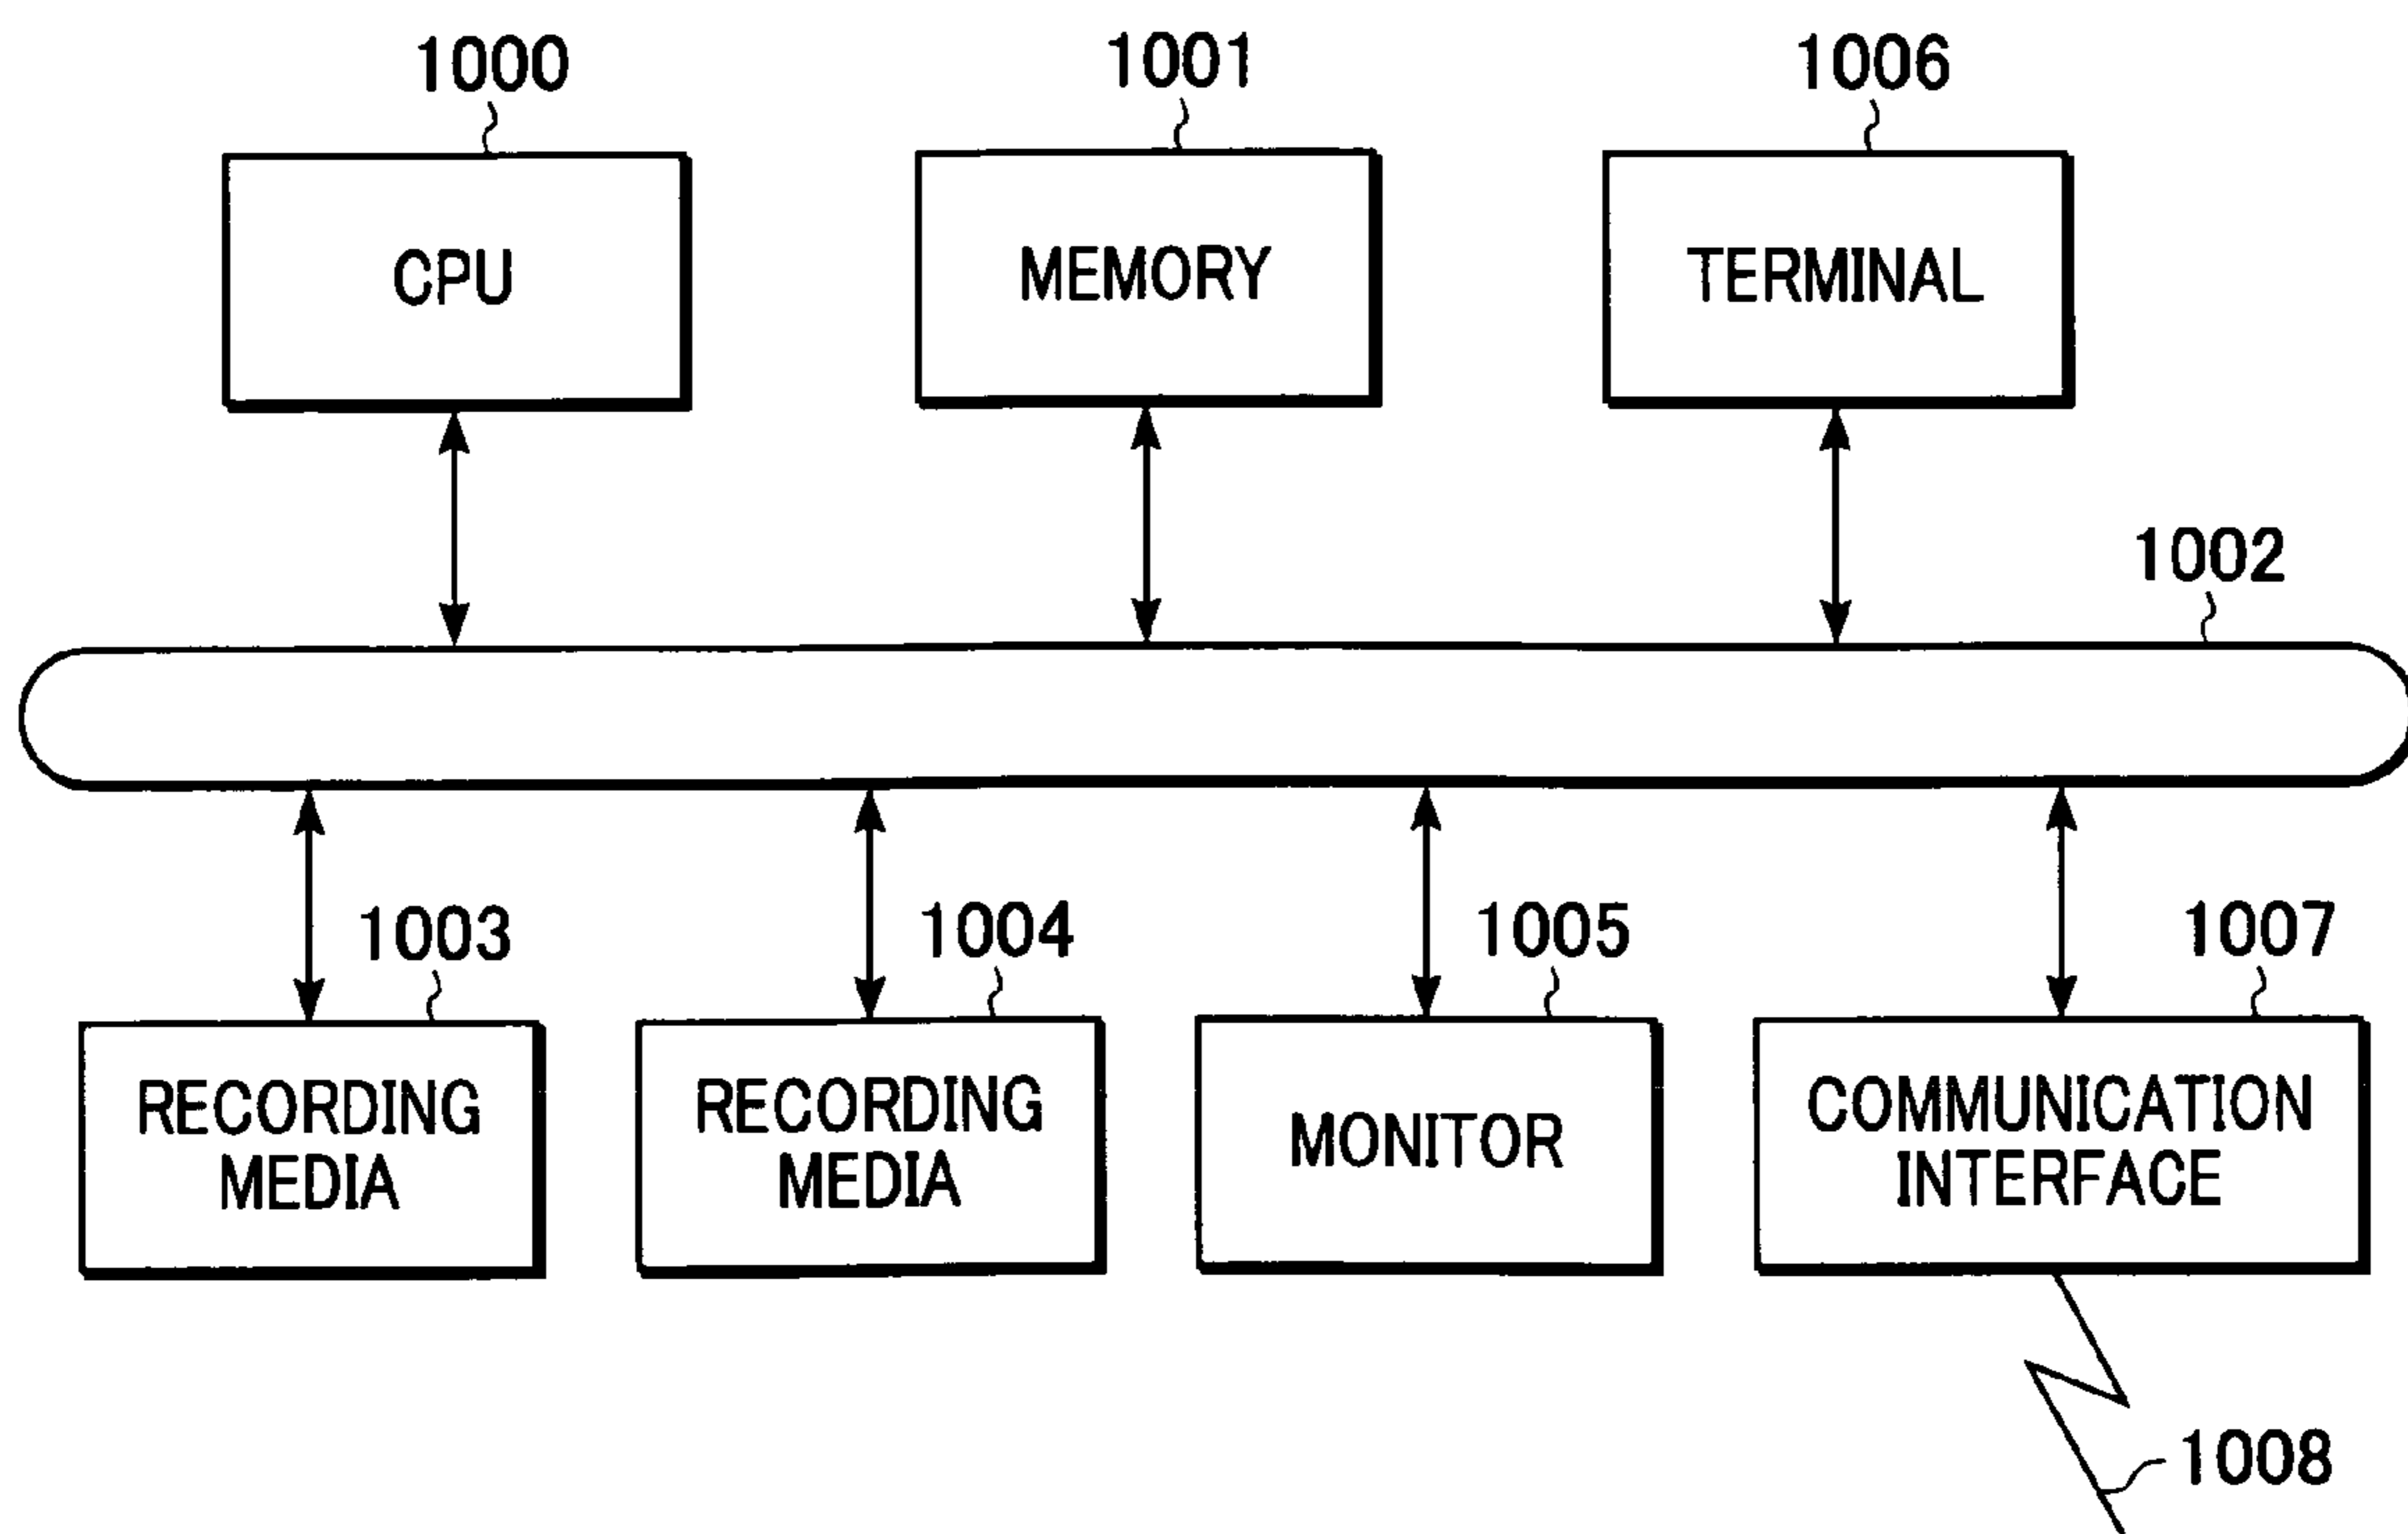 1000
1001
1006
CPU
MEMORY
TERMINAL
1002
1003
1004
1005
1007
RECORDING
MEDIA
RECORDING
MEDIA
MONITOR
COMMUNICATION
INTERFACE
1008